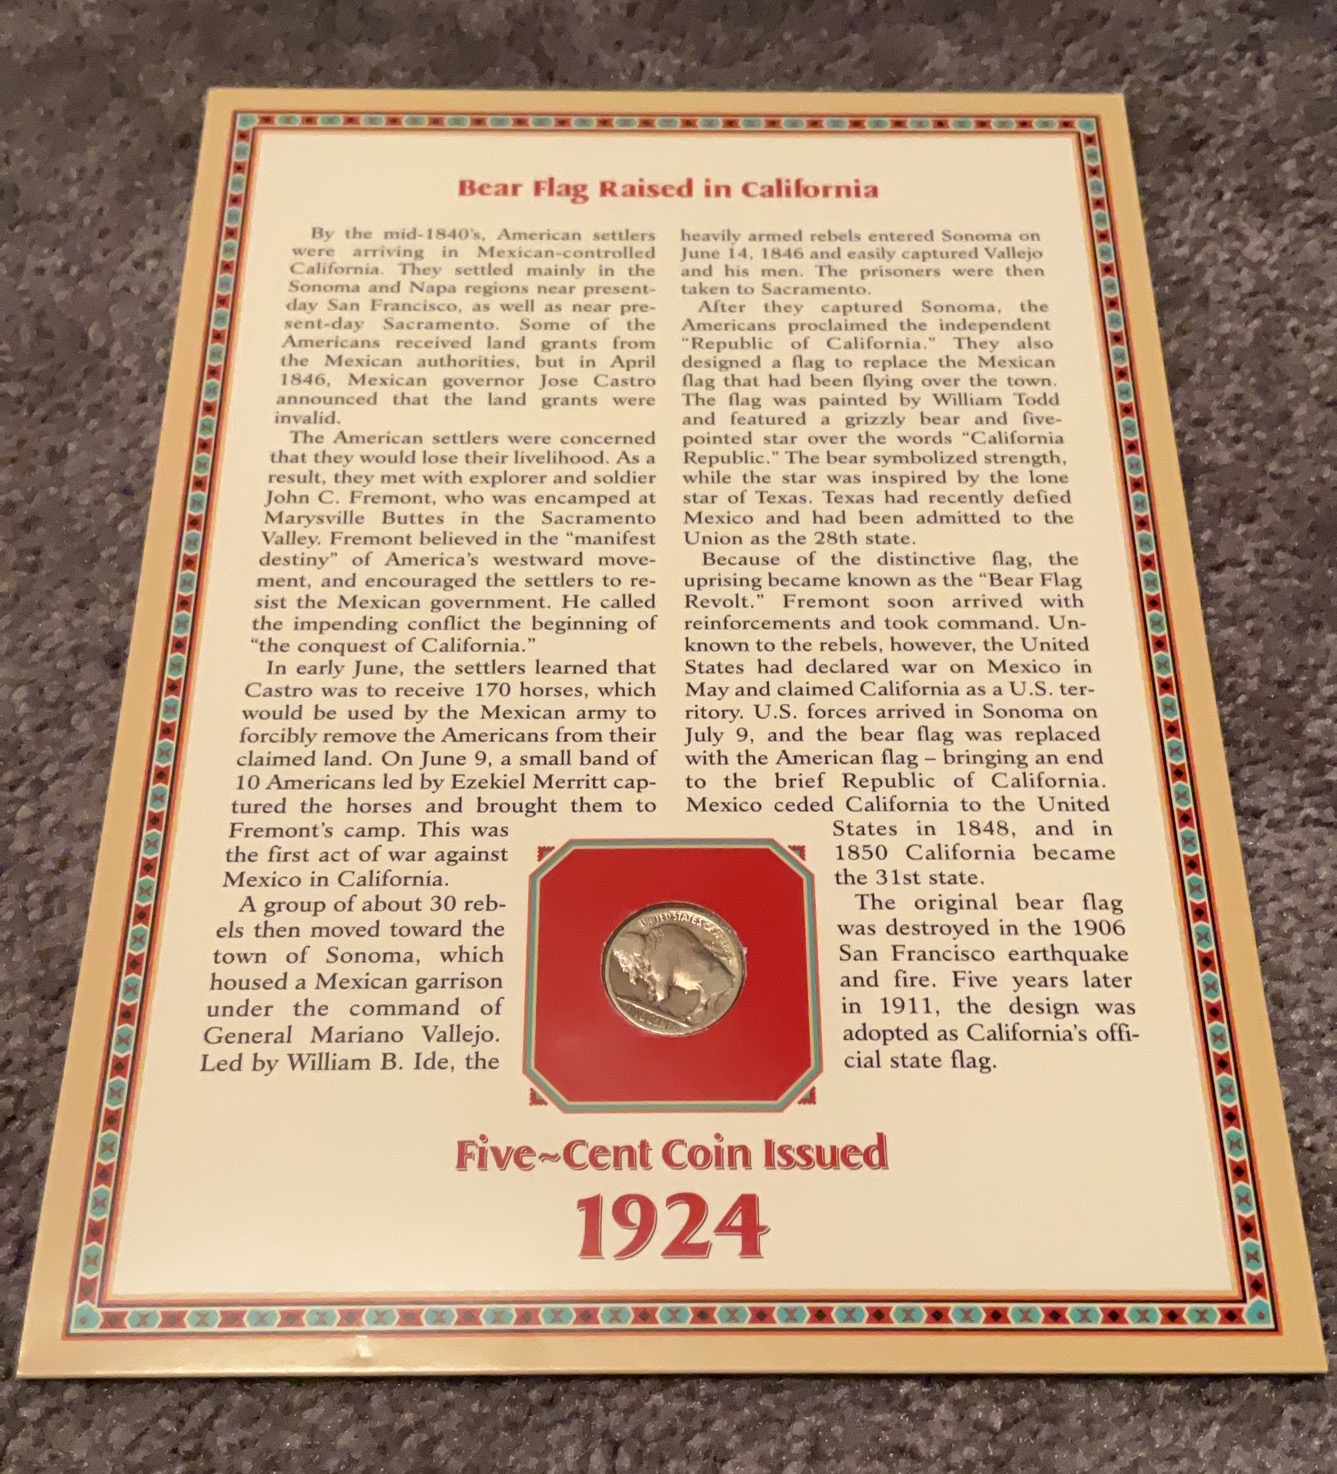 Bear Flag Raised in California
By the mid-1840's, American settlers
were arriving in Mexican-controlled
California. They settled mainly in the
Sonoma and Napa regions near present-
day San Francisco, as well as near pre-
sent-day Sacramento. Some of the
Americans received land grants from
the Mexican authorities, but in April
1846, Mexican governor Jose Castro
announced that the land grants were
invalid.
The American settlers were concerned
that they would lose their livelihood. As a
result, they met with explorer and soldier
John C. Fremont, who was encamped at
Marysville Buttes in the Sacramento
Valley. Fremont believed in the "manifest
destiny" of America's westward move-
ment, and encouraged the settlers to re-
sist the Mexican government. He called
the impending conflict the beginning of
"the conquest of California."
In early June, the settlers learned that
Castro was to receive 170 horses, which
would be used by the Mexican army to
forcibly remove the Americans from their
claimed land. On June 9, a small band of
10 Americans led by Ezekiel Merritt cap-
tured the horses and brought them to
Fremont's camp. This was
the first act of war against
Mexico in California.
A group of about 30 reb-
els then moved toward the
town of Sonoma, which
housed a Mexican garrison
under the command of
General Mariano Vallejo.
Led by William B. Ide, the
heavily armed rebels entered Sonoma on
June 14, 1846 and easily captured Vallejo
and his men. The prisoners were then
taken to Sacramento.
After they captured Sonoma, the
Americans proclaimed the independent
"Republic of California." They also
designed a flag to replace the Mexican
flag that had been flying over the town.
The flag was painted by William Todd
and featured a grizzly bear and five-
pointed star over the words "California
Republic." The bear symbolized strength,
while the star was inspired by the lone
star of Texas. Texas had recently defied
Mexico and had been admitted to the
Union as the 28th state.
Because of the distinctive flag, the
uprising became known as the "Bear Flag
Revolt." Fremont soon arrived with
reinforcements and took command. Un-
known to the rebels, however, the United
States had declared war on Mexico in
May and claimed California as a U.S. ter-
ritory. U.S. forces arrived in Sonoma on
July 9, and the bear flag was replaced
with the American flag – bringing an end
to the brief Republic of California.
Mexico ceded California to the United
States in 1848, and in
1850 California became
the 31st state.
The original bear flag
was destroyed in the 1906
San Francisco earthquake
and fire. Five years later
in 1911, the design was
adopted as California's offi-
cial state flag.
UNITED STATES OF
Five~Cent Coin Issued
1924